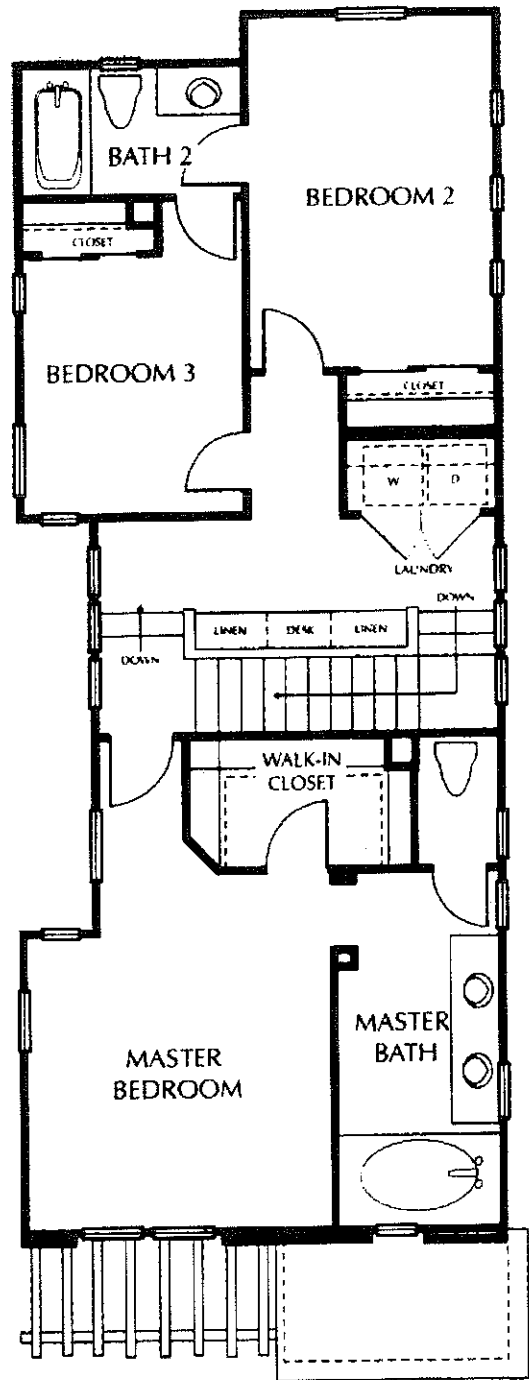 BATH 2
BEDROOM 2
CLOSET
BEDROOM 3
CLOSET
W
D
LAUNDRY
DOWN
LINEN
DESK
LINEN
DOWN
WALK-IN
CLOSET
MASTER
BATH
MASTER
BEDROOM